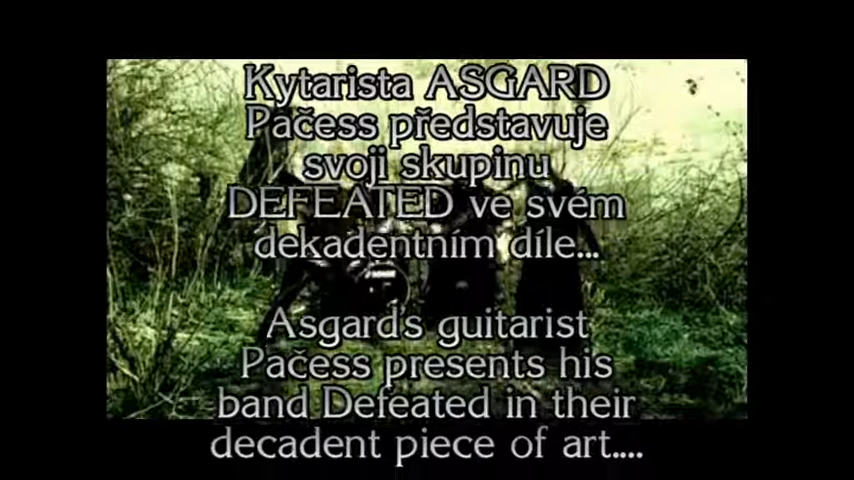 Kytarista ASGARD
Pačess představuje
svoji skupinu
DEFEATED ve svém
dekadentním díle...
Asgard's guitarist
Pačess presents his
band Defeated in their
decadent piece of art....